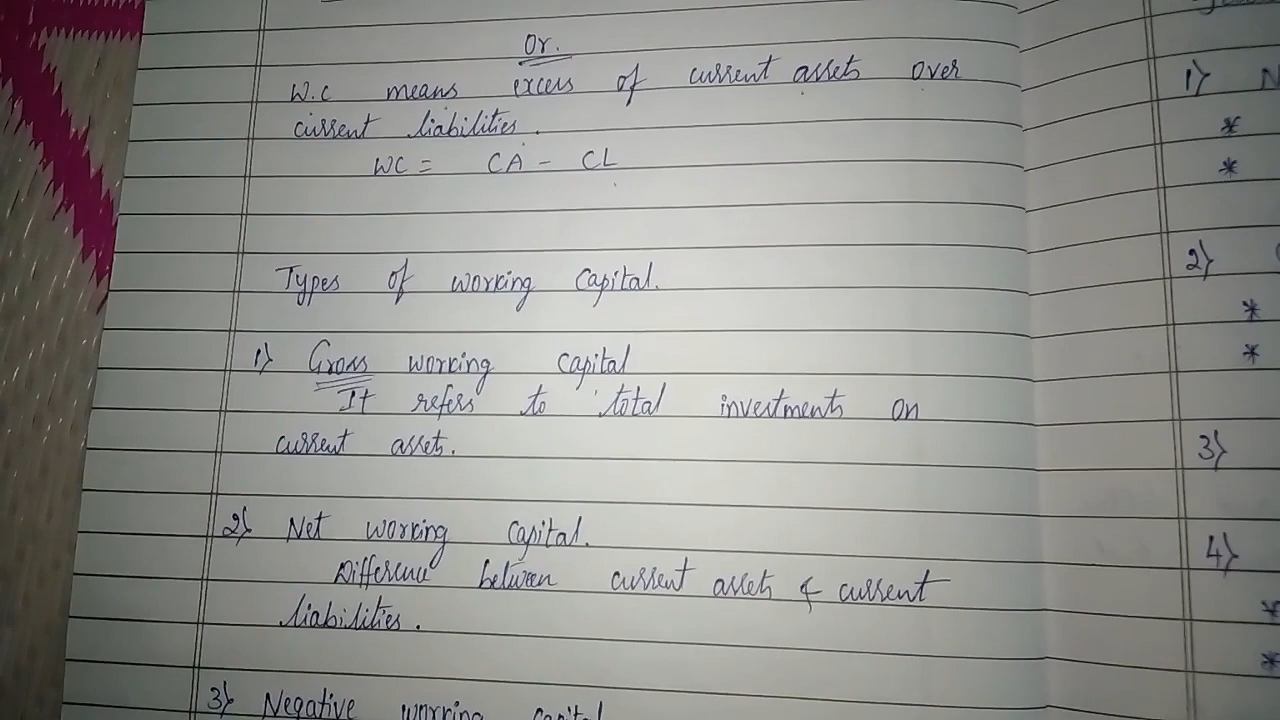 Or.
W.C means excess of current assets over
current liabilities.
WC = CA - CL
Types of working capital.
1) Gross working capital
It refers to total investments on
current assets.
2) Net working capital.
Difference between current assets & current
liabilities.
3) Negative working capital
1) N
*
*
2)
*
*
3)
4)
*
*